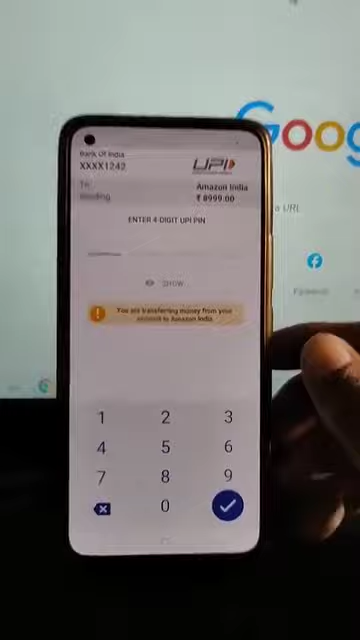 Bank Of India
XXXX1242
UPI
To:
Amazon India
Sending
₹ 8999.00
ENTER 4-DIGIT UPI PIN
SHOW
You are transferring money from your
account to Amazon India
1 2 3
4 5 6
7 8 9
0
Goog
a URL
Facebook